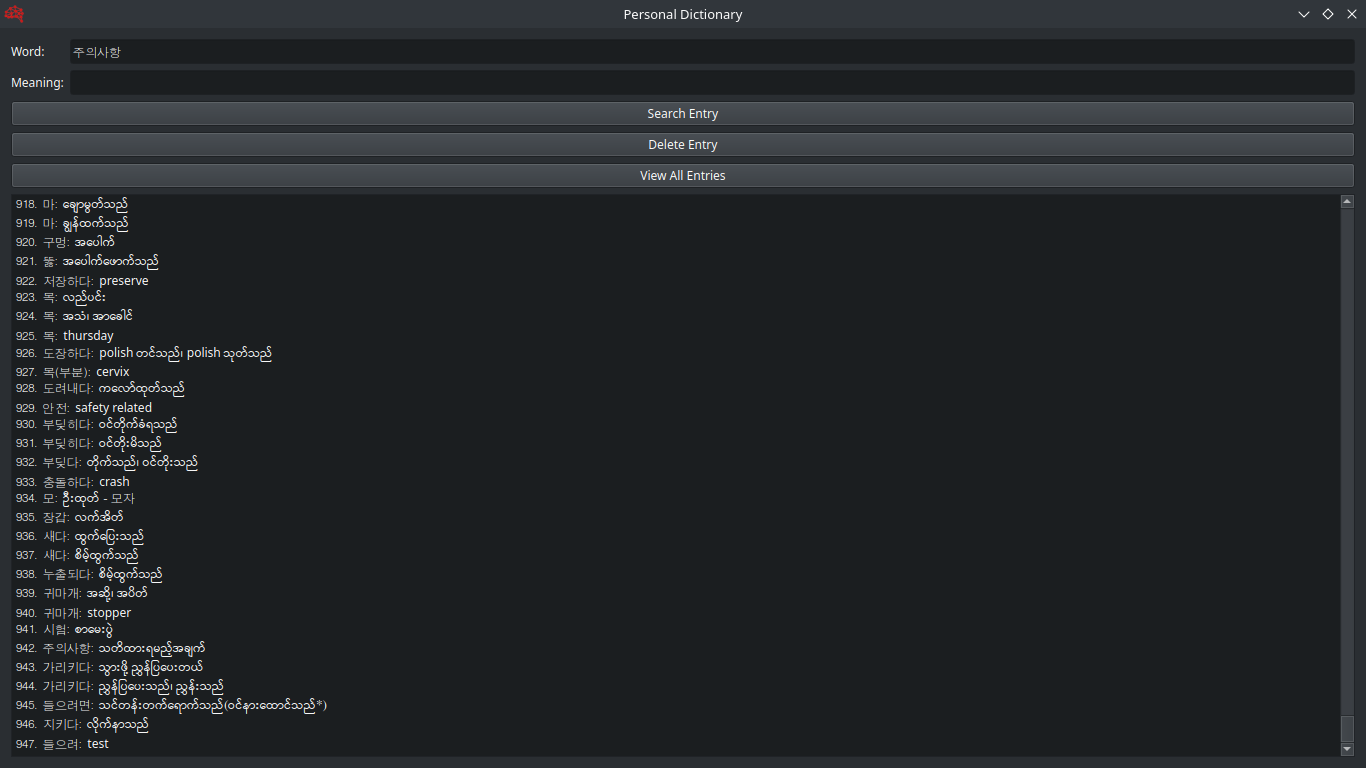 Personal Dictionary
Word: 주의사항
Meaning:
Search Entry
Delete Entry
View All Entries
918. 마: ချောမွတ်သည်
919. 마: ချွန်ထက်သည်
920. 구멍: အပေါက်
921. 뚫: အပေါက်ဖောက်သည်
922. 저장하다: preserve
923. 목: လည်ပင်း
924. 목: အသံ၊ အာခေါင်
925. 목: thursday
926. 도장하다: polish တင်သည်၊ polish သုတ်သည်
927. 목(부분): cervix
928. 도려내다: ကလော်ထုတ်သည်
929. 안전: safety related
930. 부딪히다: ဝင်တိုက်ခံရသည်
931. 부딪히다: ဝင်တိုးမိသည်
932. 부딪다: တိုက်သည်၊ ဝင်တိုးသည်
933. 충돌하다: crash
934. 모: ဦးထုတ် - 모자
935. 장갑: လက်အိတ်
936. 새다: ထွက်ပြေးသည်
937. 새다: စိမ့်ထွက်သည်
938. 누출되다: စိမ့်ထွက်သည်
939. 귀마개: အဆို့၊ အပိတ်
940. 귀마개: stopper
941. 시험: စာမေးပွဲ
942. 주의사항: သတိထားရမည့်အချက်
943. 가리키다: သွားဖို့ ညွှန်ပြပေးတယ်
944. 가리키다: ညွှန်ပြပေးသည်၊ ညွှန်းသည်
945. 들으려면: သင်တန်းတက်ရောက်သည်(ဝင်နားထောင်သည်*)
946. 지키다: လိုက်နာသည်
947. 들으려: test